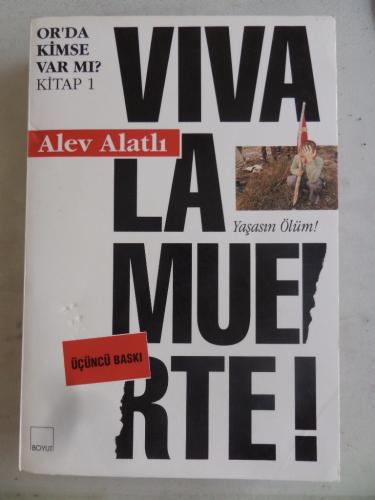 OR'DA
KİMSE
VAR MI?
KİTAP 1
Alev Alatlı
VIVA
LA
Yaşasın Ölüm!
MUE
RTE!
ÜÇÜNCÜ BASKI
BOYUT